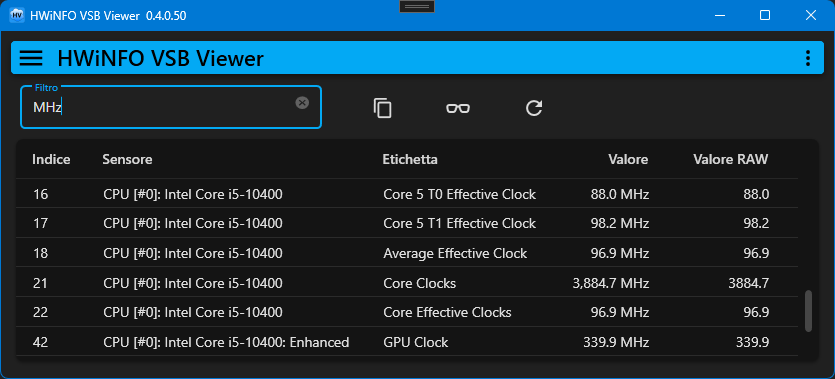 HWiNFO VSB Viewer 0.4.0.50
HWiNFO VSB Viewer
Filtro
MHz
Indice Sensore Etichetta Valore Valore RAW
16 CPU [#0]: Intel Core i5-10400 Core 5 T0 Effective Clock 88.0 MHz 88.0
17 CPU [#0]: Intel Core i5-10400 Core 5 T1 Effective Clock 98.2 MHz 98.2
18 CPU [#0]: Intel Core i5-10400 Average Effective Clock 96.9 MHz 96.9
21 CPU [#0]: Intel Core i5-10400 Core Clocks 3,884.7 MHz 3884.7
22 CPU [#0]: Intel Core i5-10400 Core Effective Clocks 96.9 MHz 96.9
42 CPU [#0]: Intel Core i5-10400: Enhanced GPU Clock 339.9 MHz 339.9